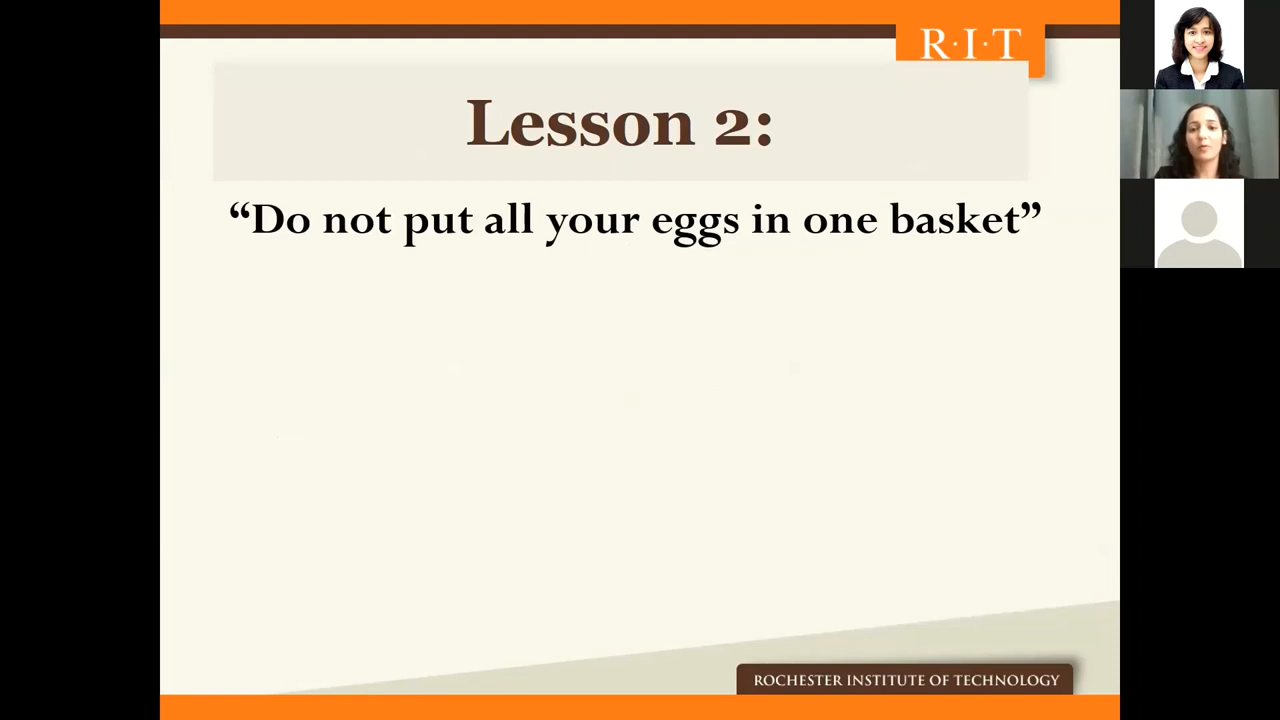 R·I·T
Lesson 2:
“Do not put all your eggs in one basket”
ROCHESTER INSTITUTE OF TECHNOLOGY